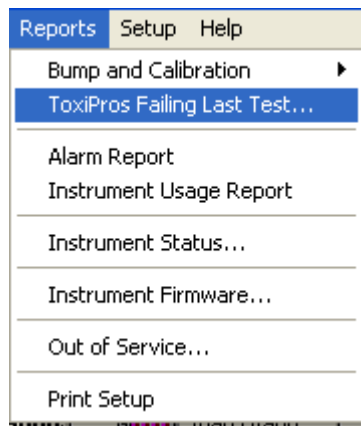 Reports Setup Help
Bump and Calibration
ToxiPros Failing Last Test...
Alarm Report
Instrument Usage Report
Instrument Status...
Instrument Firmware...
Out of Service...
Print Setup